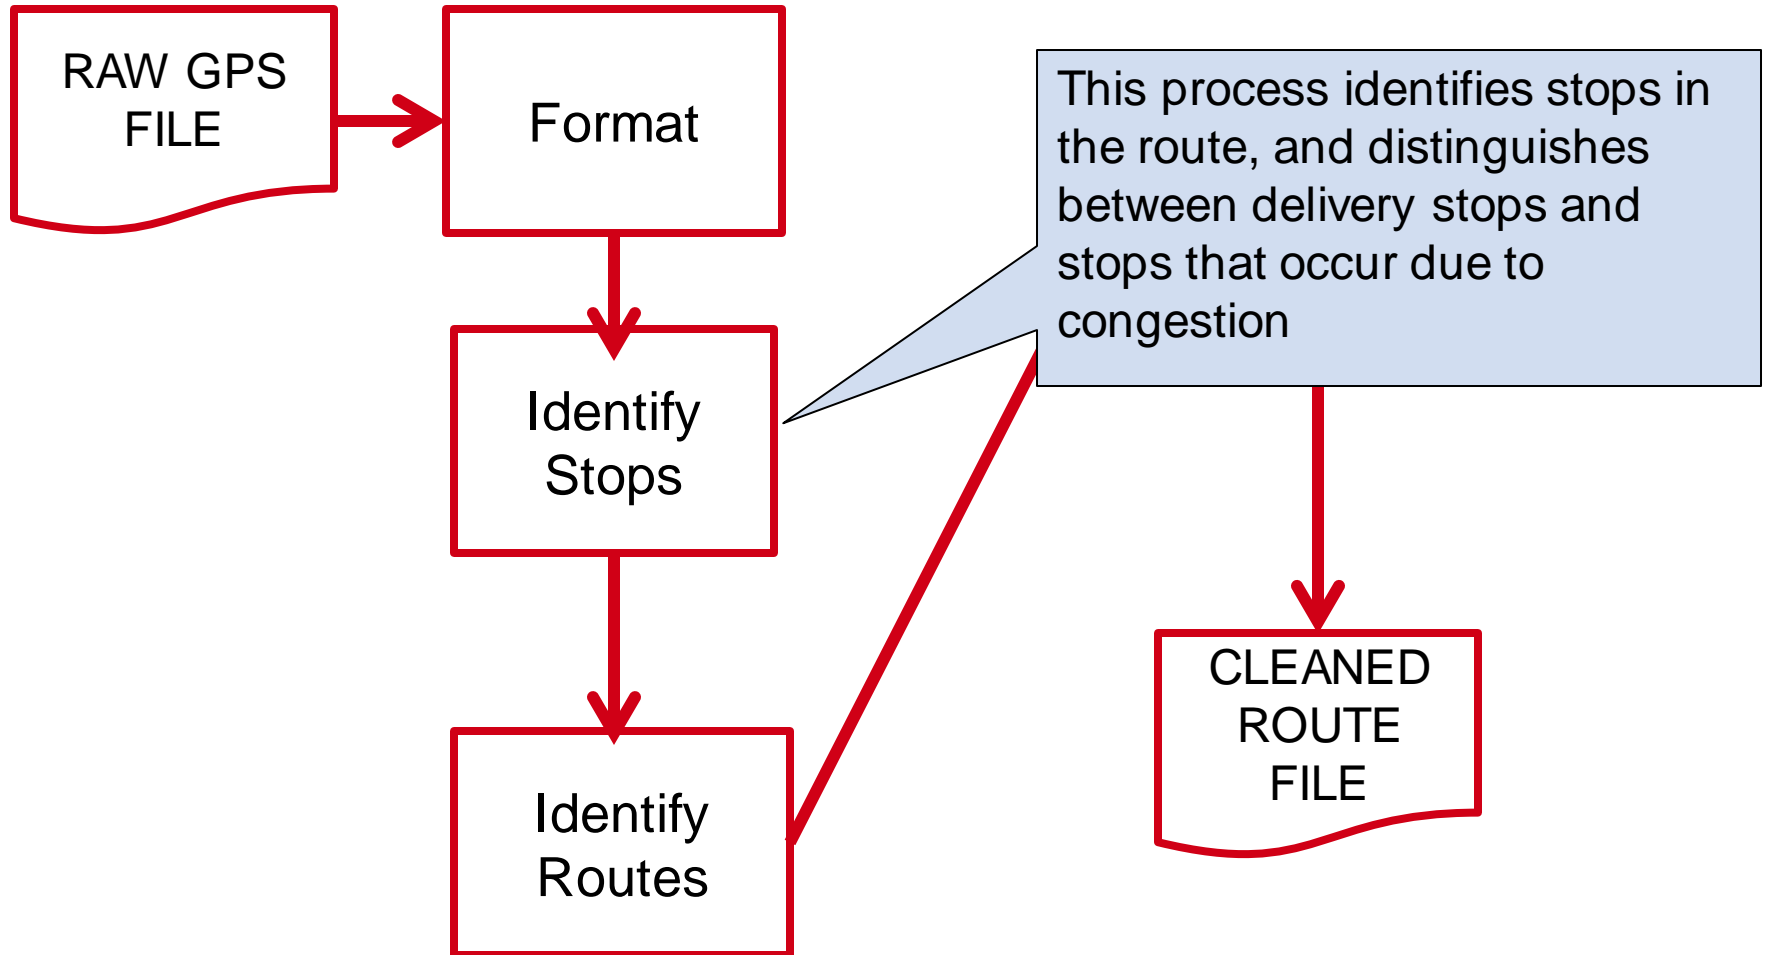 RAW GPS
FILE
Format
This process identifies stops in
the route, and distinguishes
between delivery stops and
stops that occur due to
congestion
Identify
Stops
Identify
Routes
CLEANED
ROUTE
FILE